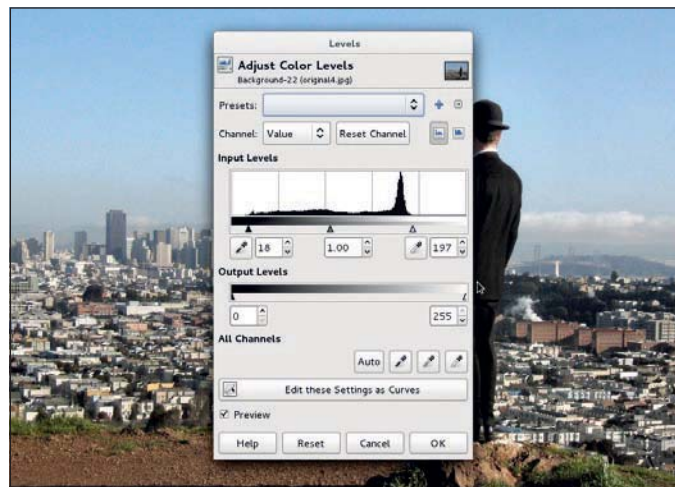 Levels
Adjust Color Levels
Background-22 (original4.jpg)
Presets:
Channel: Value Reset Channel
Input Levels
18 1.00 197
Output Levels
0 255
All Channels
Auto
Edit these Settings as Curves
Preview
Help Reset Cancel OK